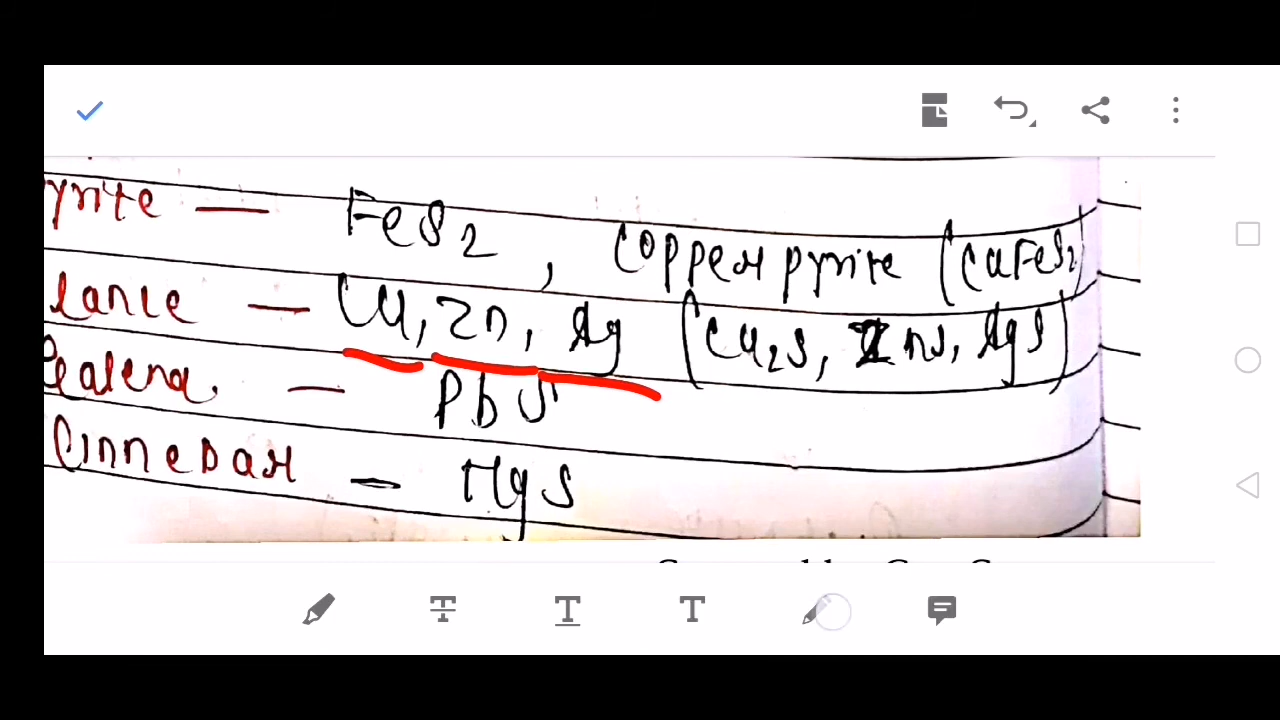 yrite — FeS2 , Copper pyrite (CuFeS2)
lance — Cu, Zn, Ag (Cu2S, ZnS, AgS)
Galena — PbS
Cinnebar — HgS